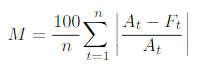 M = \frac{100}{n} \sum_{t=1}^{n} \left| \frac{A_t - F_t}{A_t} \right|